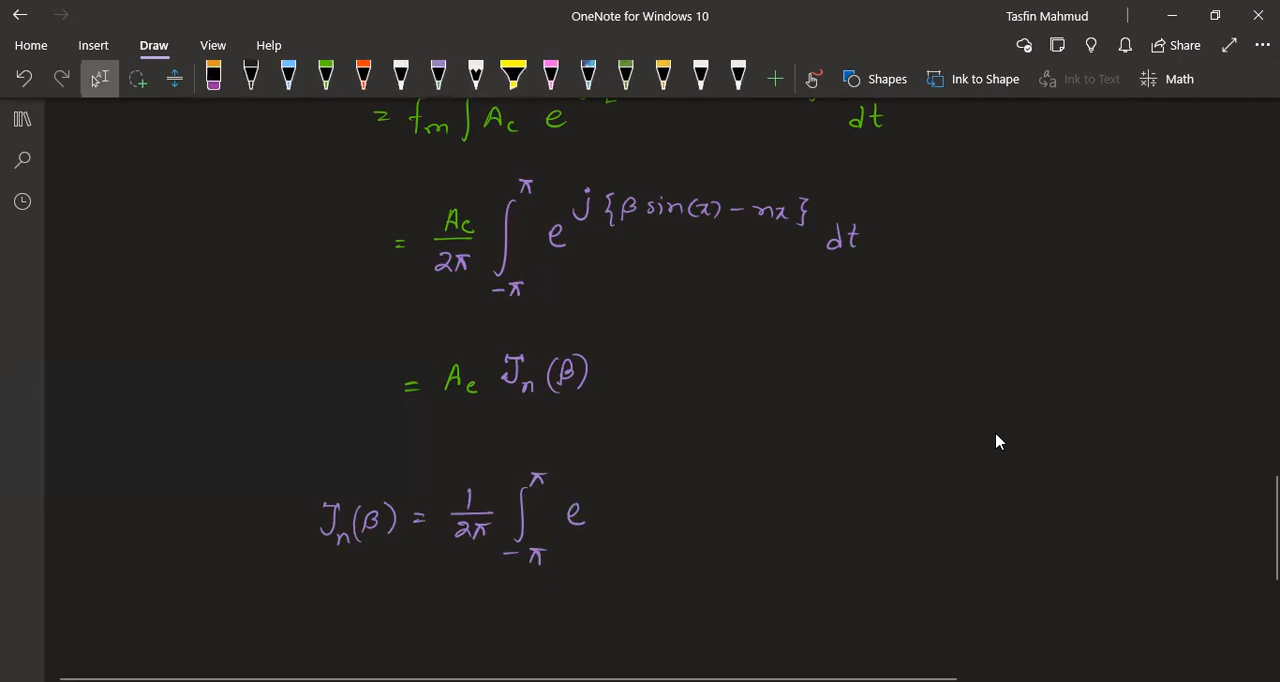 OneNote for Windows 10
Tasfin Mahmud
Home Insert Draw View Help
Share
Shapes Ink to Shape Ink to Text Math
= fm ∫ Ac e dt
= Ac/2π ∫_{-π}^{π} e^{j{β sin(x) - nx}} dt
= Ac Jn(β)
Jn(β) = 1/2π ∫_{-π}^{π} e